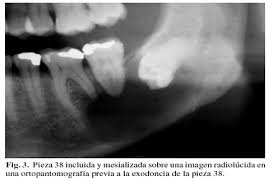 Fig. 3. Pieza 38 incluida y mesializada sobre una imagen radiolúcida en
una ortopantomografía previa a la exodoncia de la pieza 38.